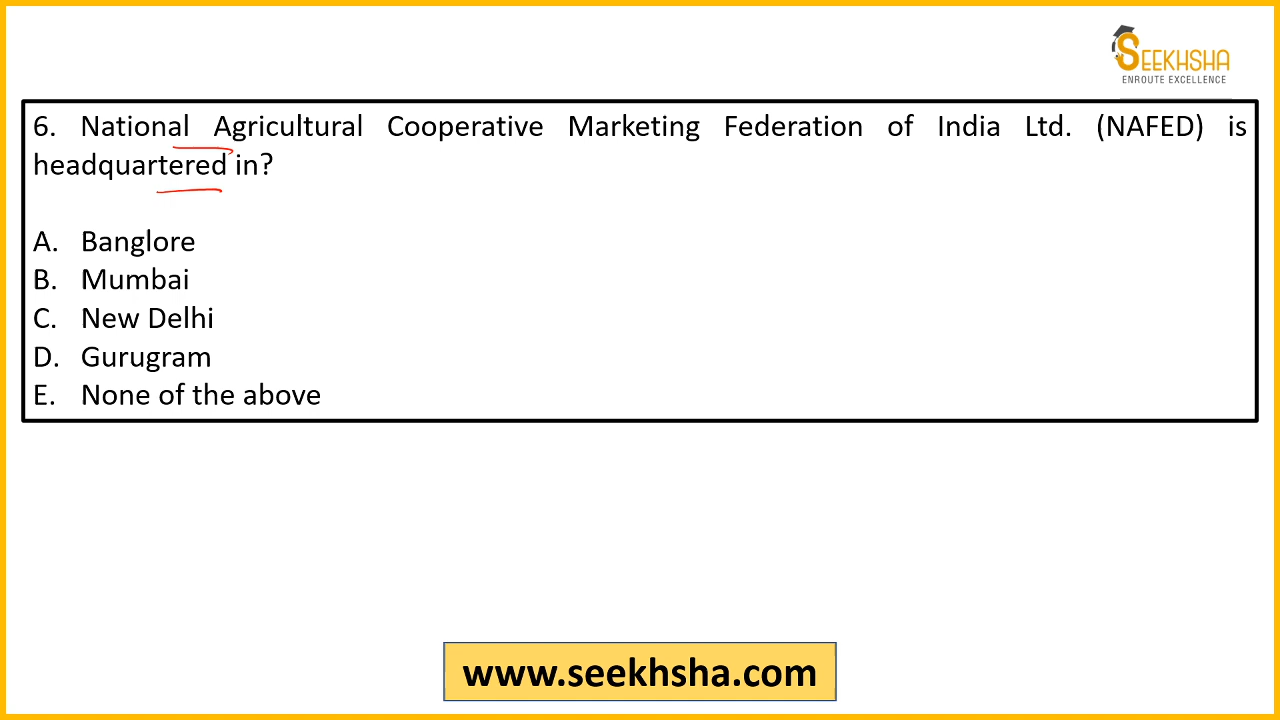 SEEKHSHA
ENROUTE EXCELLENCE
6. National Agricultural Cooperative Marketing Federation of India Ltd. (NAFED) is
headquartered in?
A. Banglore
B. Mumbai
C. New Delhi
D. Gurugram
E. None of the above
www.seekhsha.com